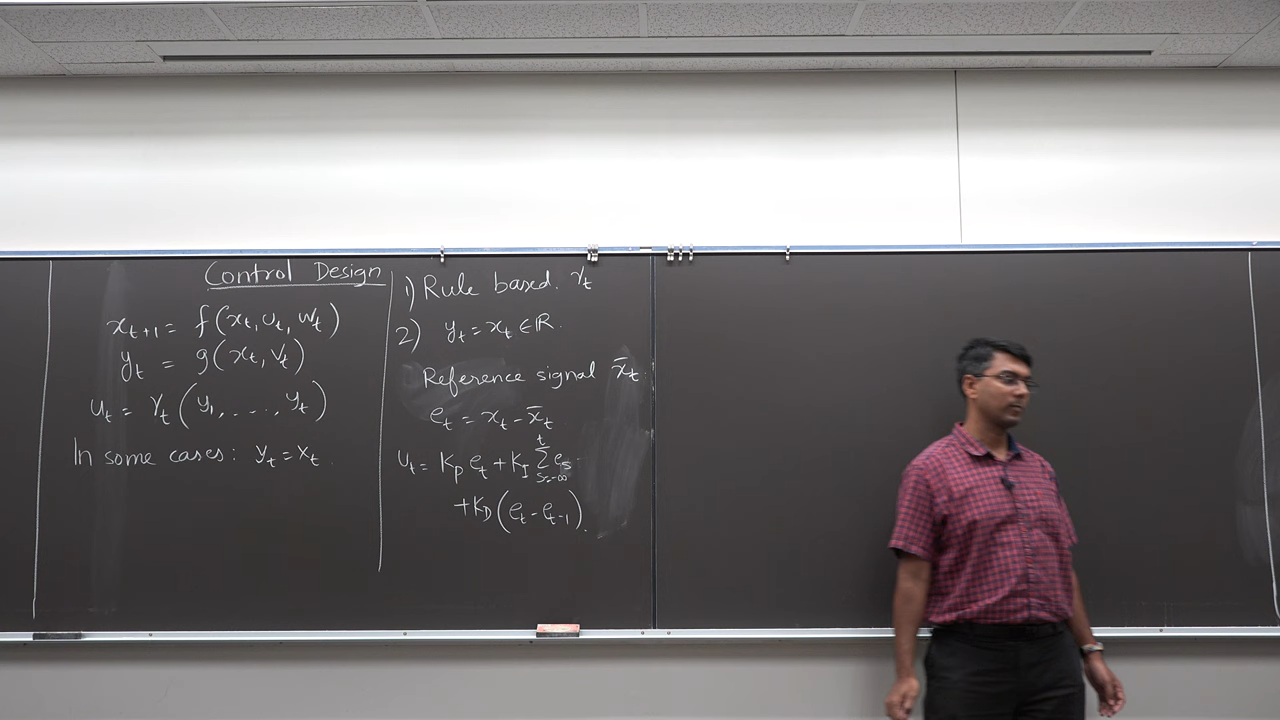 Control Design
x_{t+1} = f(x_t, u_t, w_t)
y_t = g(x_t, v_t)
u_t = γ_t(y_1, ..., y_t)
In some cases: y_t = x_t.
1) Rule based. γ_t
2) y_t = x_t ∈ ℝ.
Reference signal x̄_t.
e_t = x_t - x̄_t
u_t = K_P e_t + K_I \sum_{s=-∞}^{t} e_s.
+ K_D (e_t - e_{t-1}).